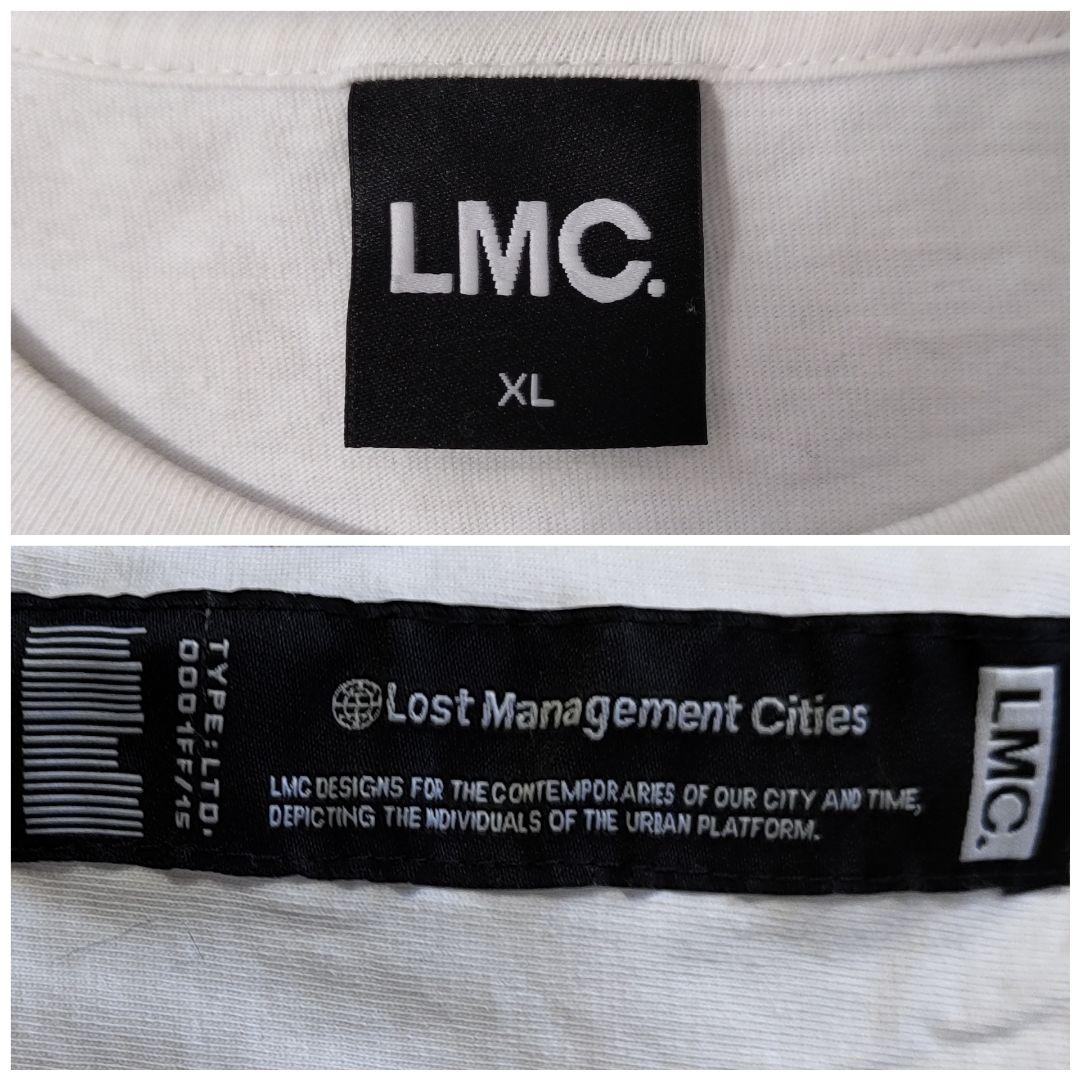 LMC.
XL
TYPE:LTD.
0001FF/15
Lost Management Cities
LMC DESIGNS FOR THE CONTEMPORARIES OF OUR CITY AND TIME,
DEPICTING THE INDIVIDUALS OF THE URBAN PLATFORM.
LMC.